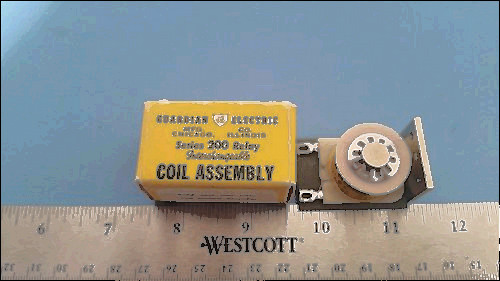 GUARDIAN GE ELECTRIC
MFG. CO.
CHICAGO, ILLINOIS
Series 200 Relay
Interchangeable
COIL ASSEMBLY
6 7 8 9 10 11 12
WESTCOTT